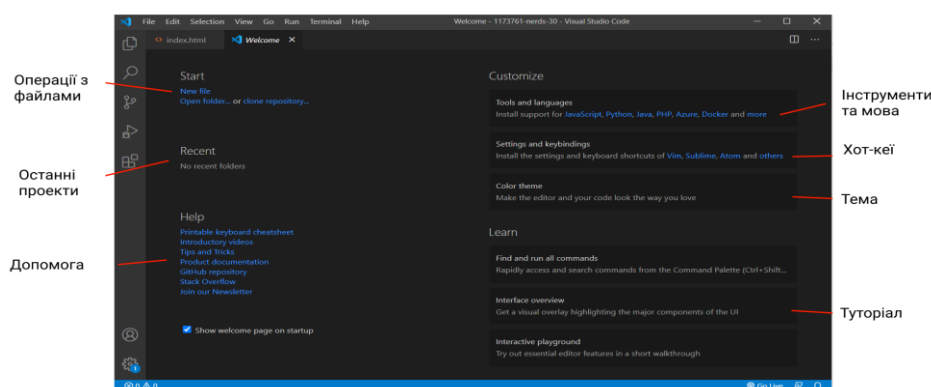 File Edit Selection View Go Run Terminal Help
Welcome - 1173761-nerds-30 - Visual Studio Code
index.html
Welcome
Операції з
файлами
Останні
проекти
Допомога
Start
New file
Open folder... or clone repository...
Recent
No recent folders
Help
Printable keyboard cheatsheet
Introductory videos
Tips and Tricks
Product documentation
GitHub repository
Stack Overflow
Join our Newsletter
Show welcome page on startup
Customize
Tools and languages
Install support for JavaScript, Python, Java, PHP, Azure, Docker and more
Settings and keybindings
Install the settings and keyboard shortcuts of Vim, Sublime, Atom and others
Color theme
Make the editor and your code look the way you love
Learn
Find and run all commands
Rapidly access and search commands from the Command Palette (Ctrl+Shift...
Interface overview
Get a visual overlay highlighting the major components of the UI
Interactive playground
Try out essential editor features in a short walkthrough
Інструменти
та мова
Хот-кеї
Тема
Туторіал
1
0 0
Go Live